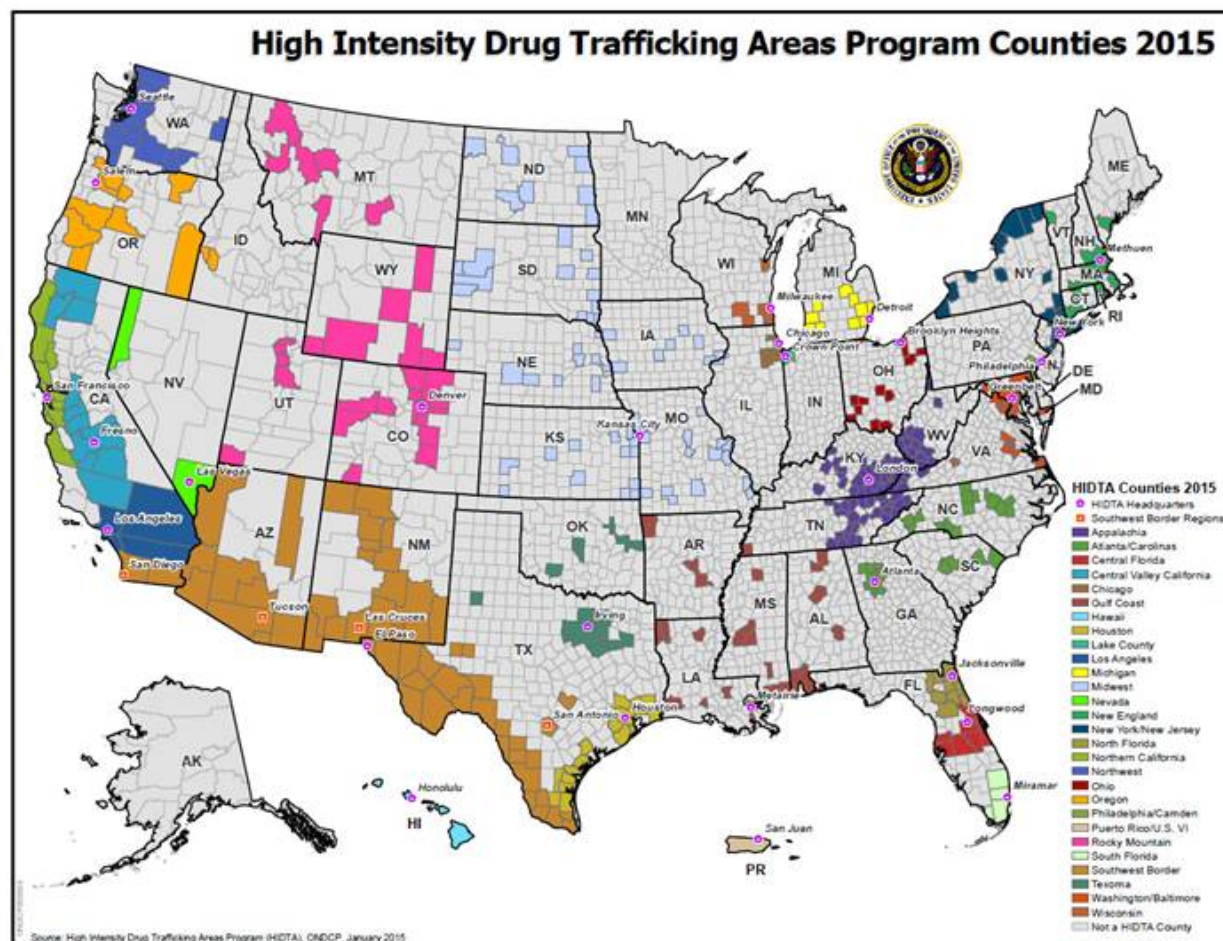 High Intensity Drug Trafficking Areas Program Counties 2015
Seattle
WA
Salem
OR
ID
MT
ND
MN
SD
WY
WI
MI
Milwaukee
Detroit
ME
VT
NH
Methuen
NY
MA
CT
RI
New York
PA
Philadelphia
NJ
DE
MD
Greenbelt
Chicago
Crown Point
Brooklyn Heights
OH
IN
IL
IA
NE
NV
UT
CO
Denver
KS
Kansas City
MO
San Francisco
CA
Fresno
Las Vegas
Los Angeles
San Diego
AZ
Tucson
NM
Las Cruces
El Paso
OK
AR
TX
Irving
KY
London
WV
VA
TN
NC
SC
Atlanta
GA
MS
AL
LA
Metairie
San Antonio
Houston
Jacksonville
FL
Longwood
Miramar
AK
Honolulu
HI
San Juan
PR
HIDTA Counties 2015
HIDTA Headquarters
Southwest Border Regions
Appalachia
Atlanta/Carolinas
Central Florida
Central Valley California
Chicago
Gulf Coast
Hawaii
Houston
Lake County
Los Angeles
Michigan
Midwest
Nevada
New England
New York/New Jersey
North Florida
Northern California
Northwest
Ohio
Oregon
Philadelphia/Camden
Puerto Rico/U.S. VI
Rocky Mountain
South Florida
Southwest Border
Texoma
Washington/Baltimore
Wisconsin
Not a HIDTA County
Source: High Intensity Drug Trafficking Areas Program (HIDTA), ONDCP, January 2015